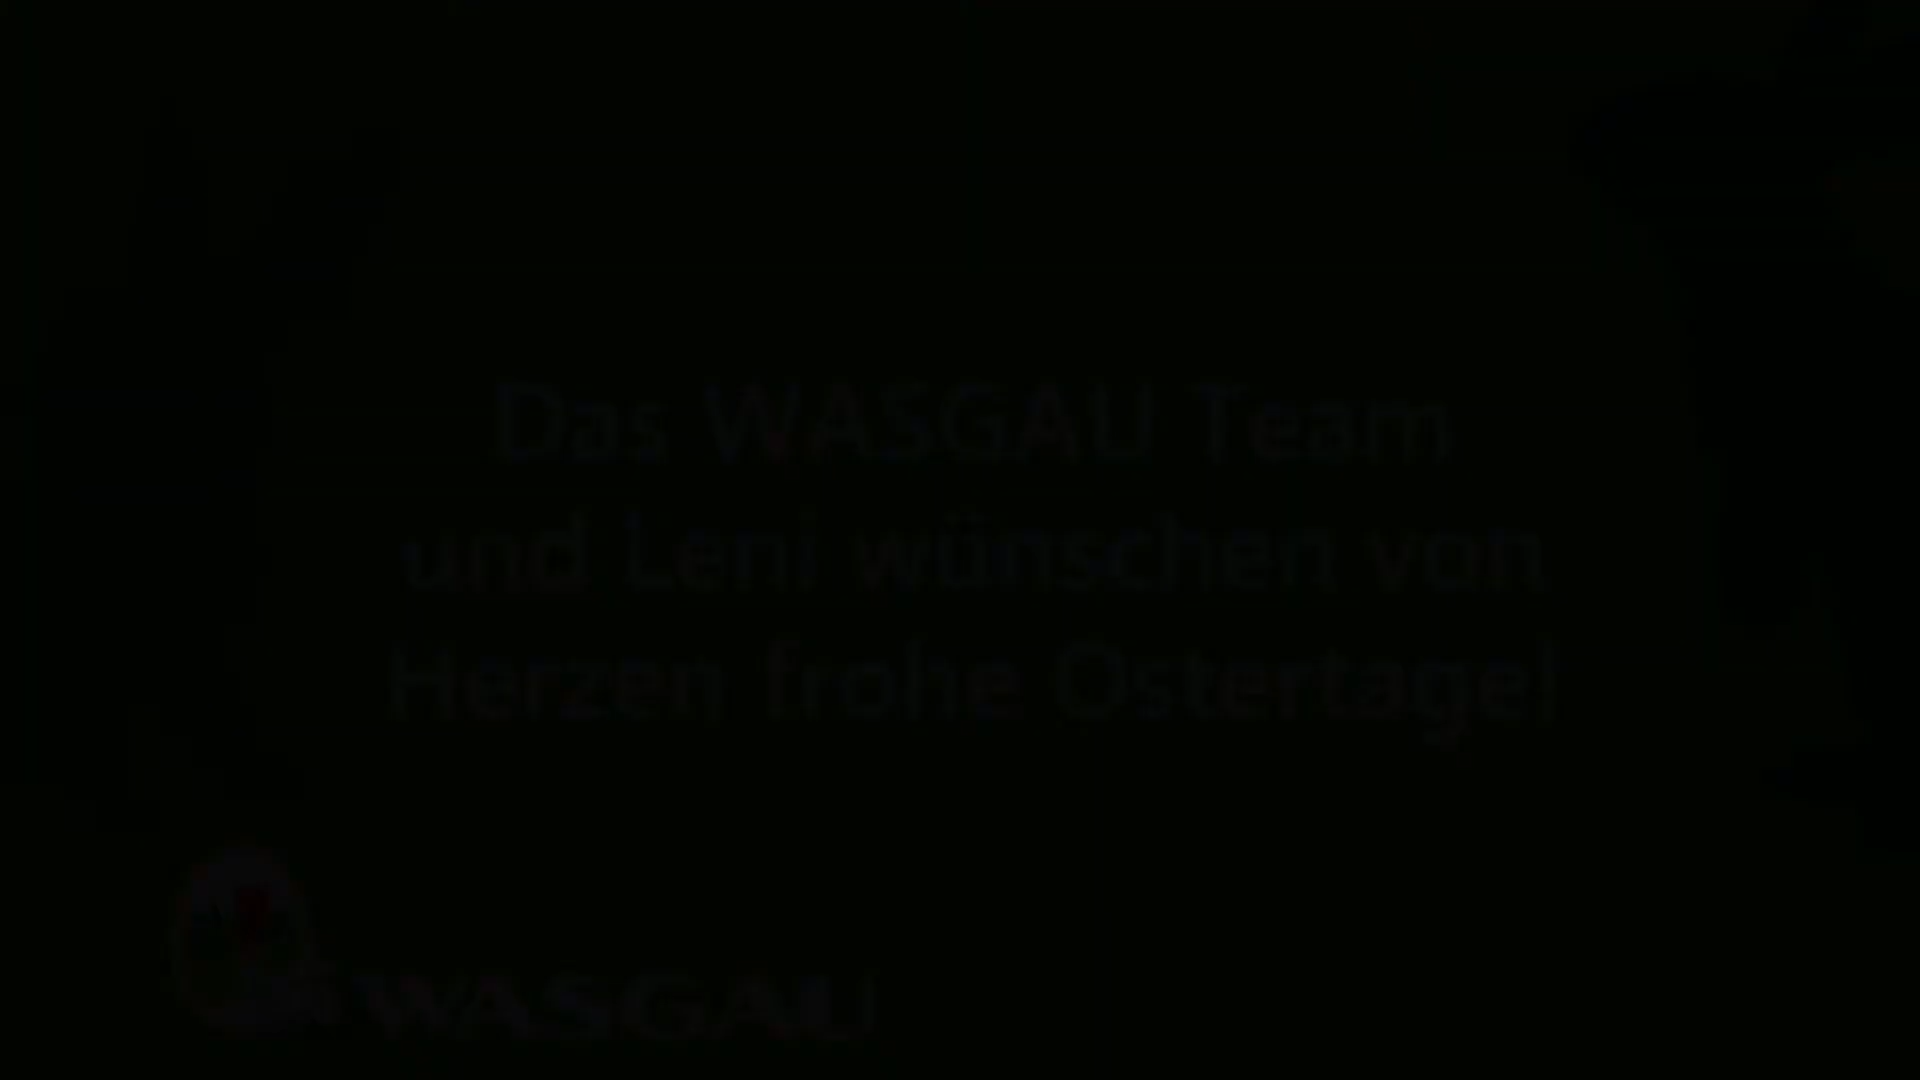 Das WASGAU Team
und Leni wünschen von
Herzen frohe Ostertage!
WASGAU